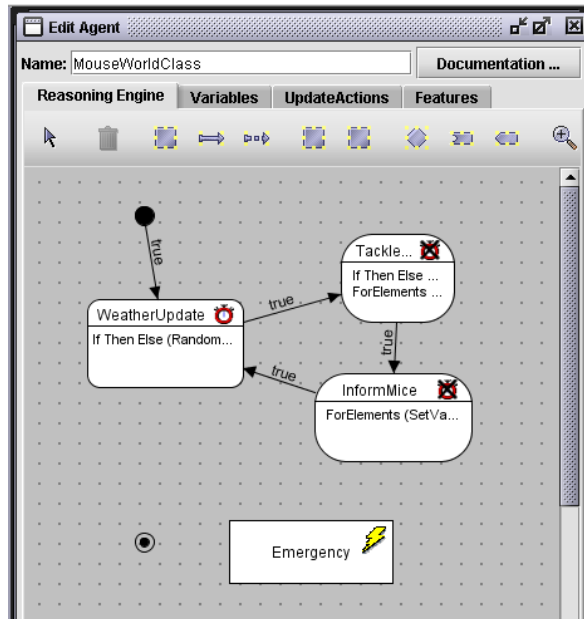 Edit Agent
Name: MouseWorldClass
Documentation ...
Reasoning Engine Variables UpdateActions Features
true
Tackle...
If Then Else ...
ForElements ...
true
WeatherUpdate
If Then Else (Random...
true
true
InformMice
ForElements (SetVa...
Emergency